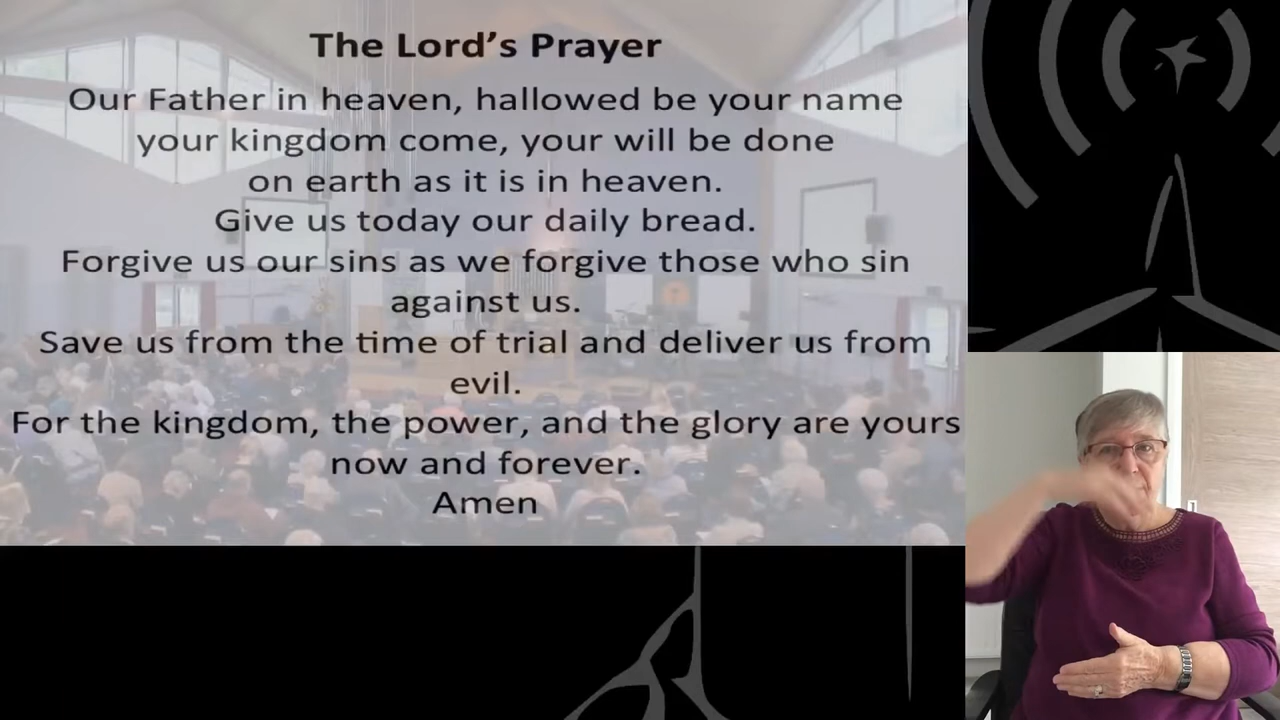 The Lord’s Prayer
Our Father in heaven, hallowed be your name
your kingdom come, your will be done
on earth as it is in heaven.
Give us today our daily bread.
Forgive us our sins as we forgive those who sin
against us.
Save us from the time of trial and deliver us from
evil.
For the kingdom, the power, and the glory are yours
now and forever.
Amen